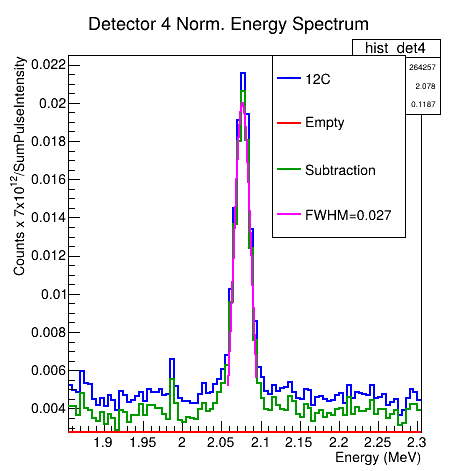 Detector 4 Norm. Energy Spectrum
hist_det4
264257
2.078
0.1187
12C
Empty
Subtraction
FWHM=0.027
Counts x 7x10^12/SumPulseIntensity
0.022
0.02
0.018
0.016
0.014
0.012
0.01
0.008
0.006
0.004
1.9 1.95 2 2.05 2.1 2.15 2.2 2.25 2.3
Energy (MeV)